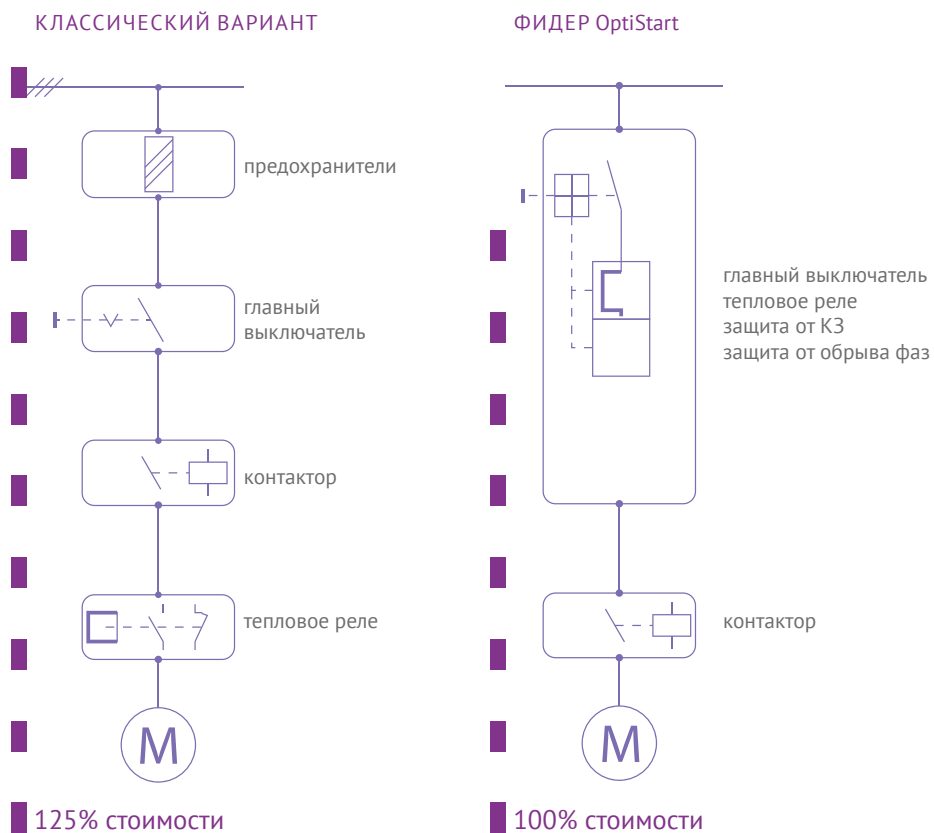 КЛАССИЧЕСКИЙ ВАРИАНТ
предохранители
главный
выключатель
контактор
тепловое реле
M
125% стоимости
ФИДЕР OptiStart
главный выключатель
тепловое реле
защита от КЗ
защита от обрыва фаз
контактор
M
100% стоимости